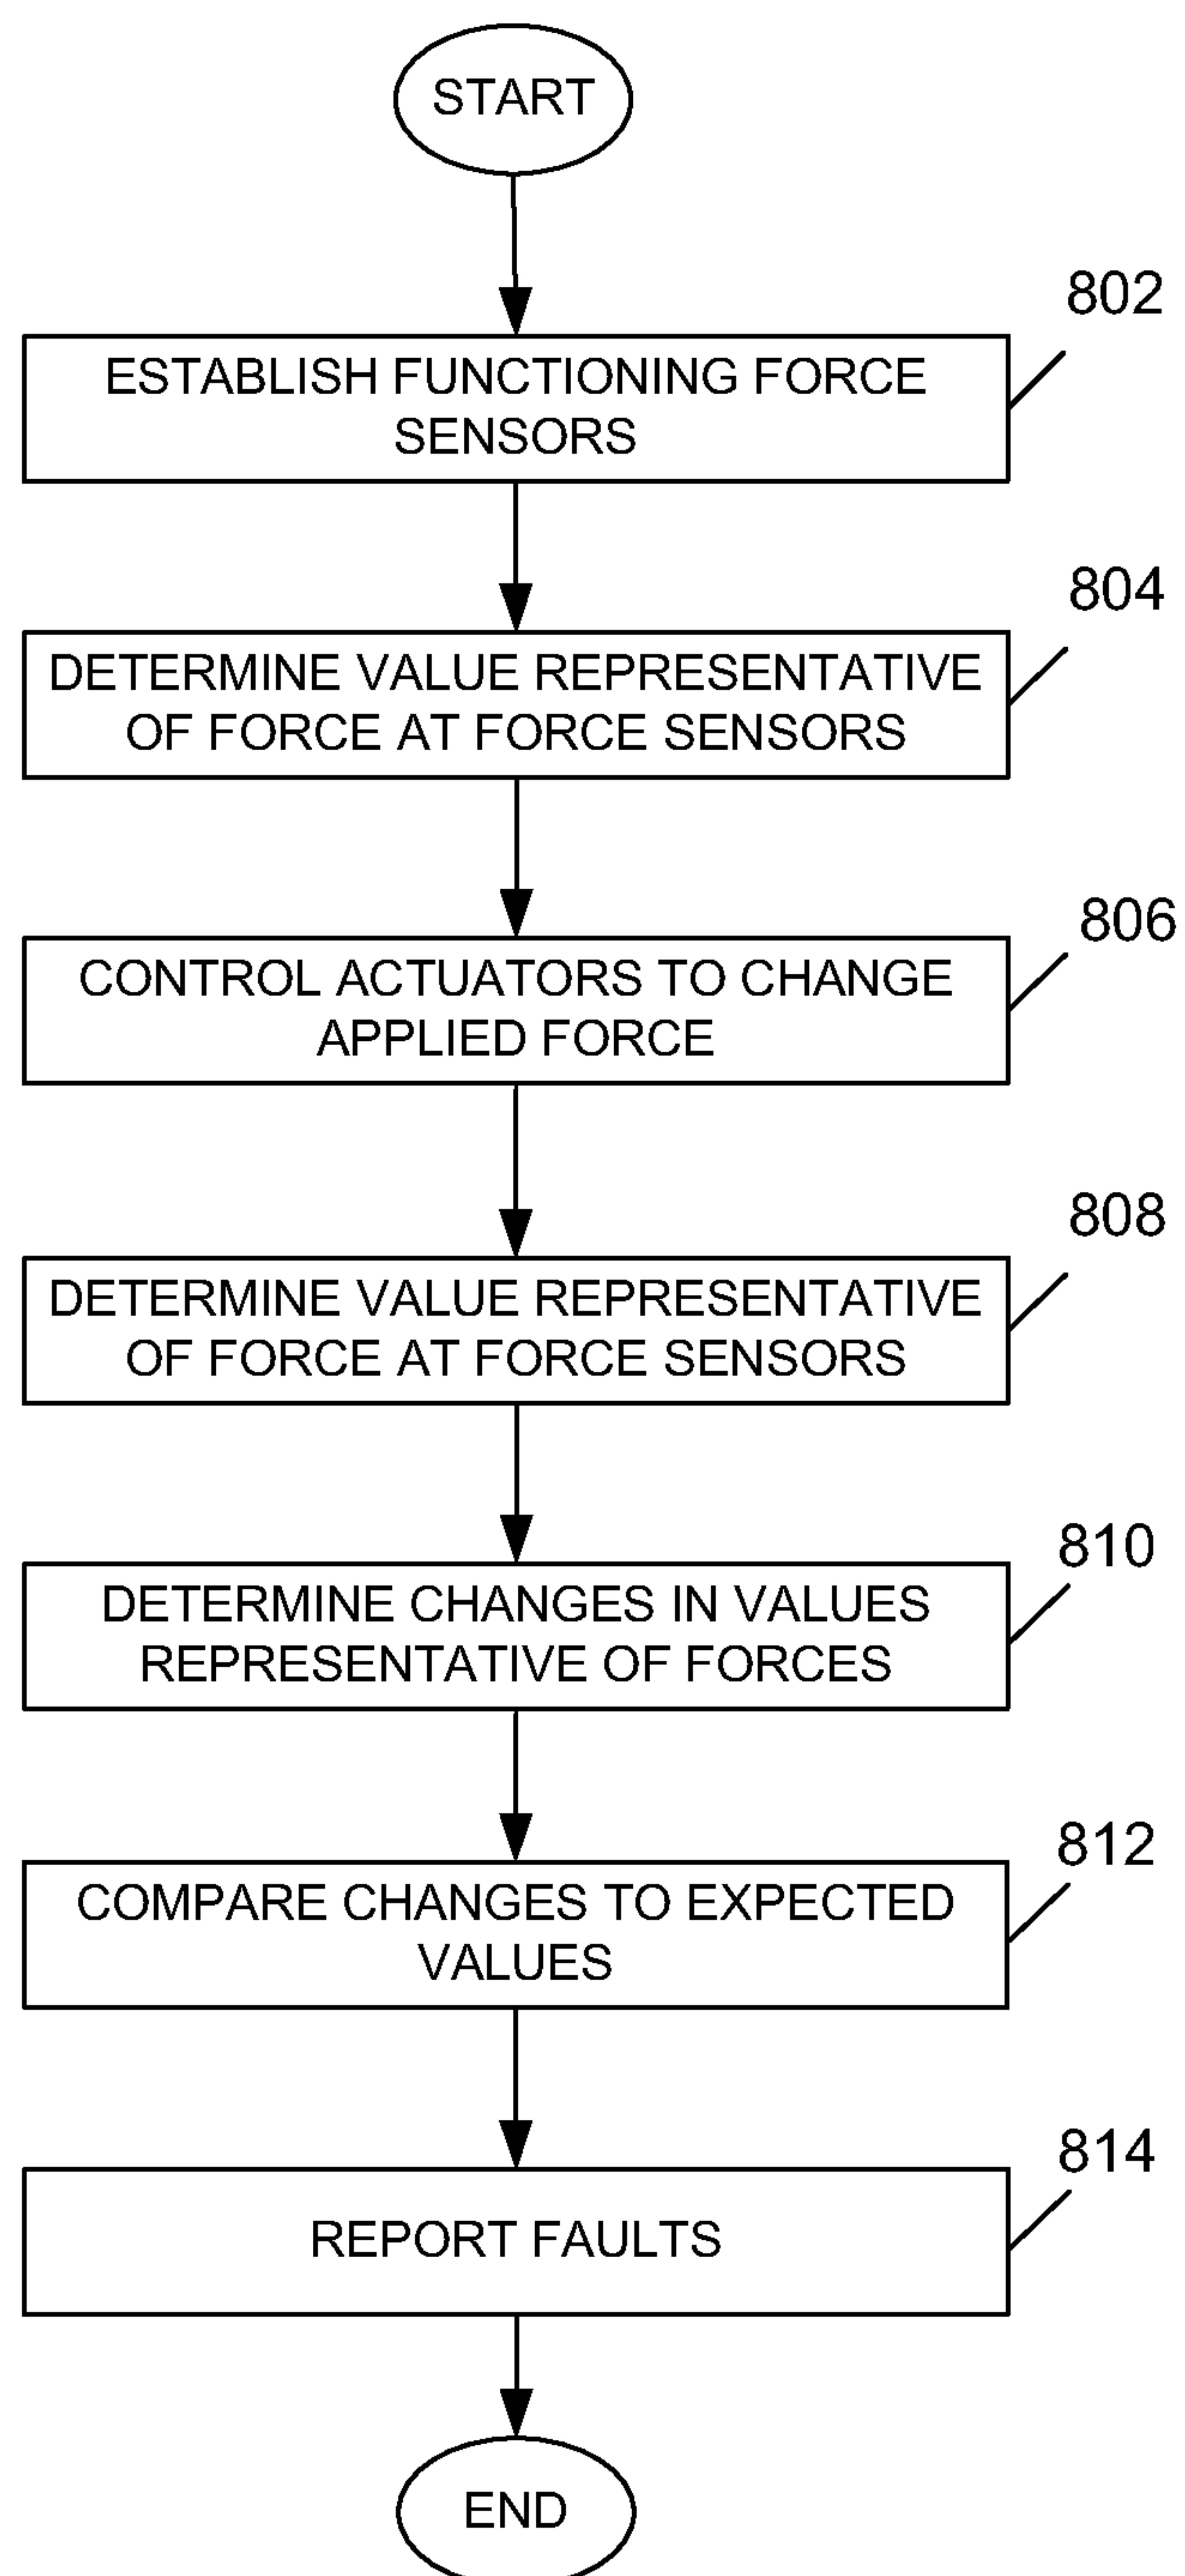 START
802
ESTABLISH FUNCTIONING FORCE
SENSORS
804
DETERMINE VALUE REPRESENTATIVE
OF FORCE AT FORCE SENSORS
806
CONTROL ACTUATORS TO CHANGE
APPLIED FORCE
808
DETERMINE VALUE REPRESENTATIVE
OF FORCE AT FORCE SENSORS
810
DETERMINE CHANGES IN VALUES
REPRESENTATIVE OF FORCES
812
COMPARE CHANGES TO EXPECTED
VALUES
814
REPORT FAULTS
END